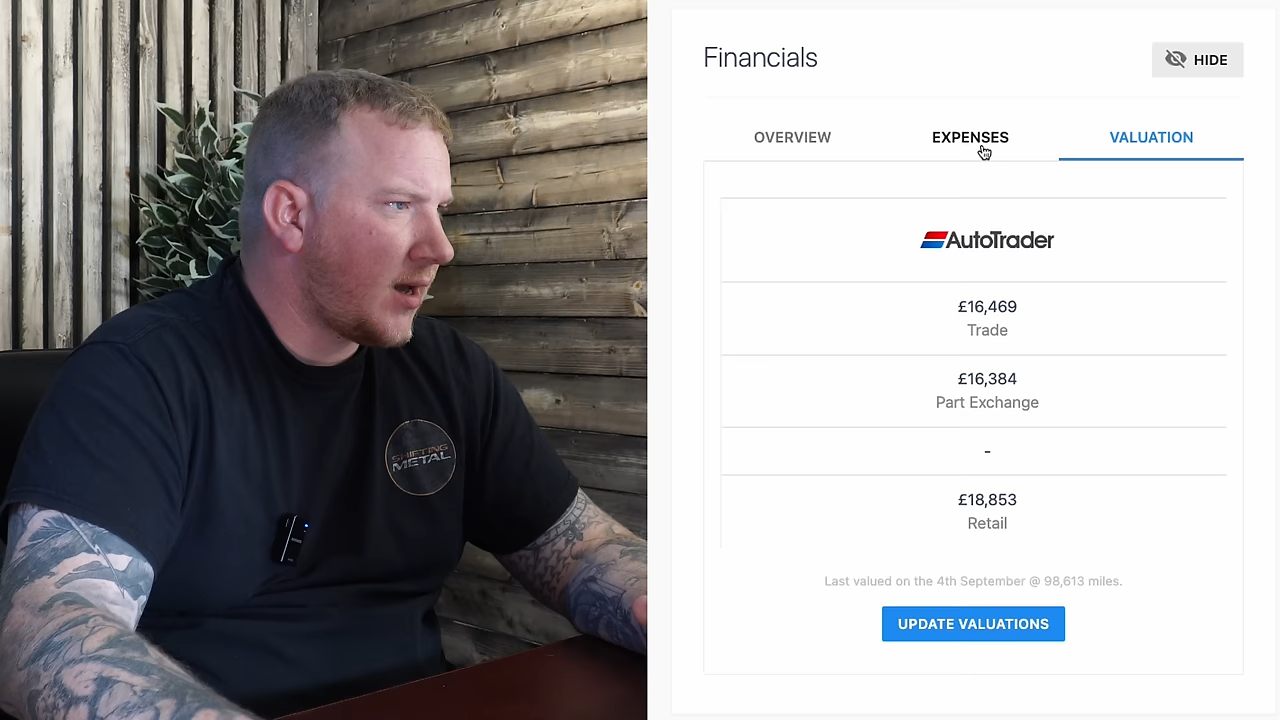 Financials
HIDE
OVERVIEW
EXPENSES
VALUATION
AutoTrader
£16,469
Trade
£16,384
Part Exchange
-
£18,853
Retail
Last valued on the 4th September @ 98,613 miles.
UPDATE VALUATIONS
SHIFTING
METAL